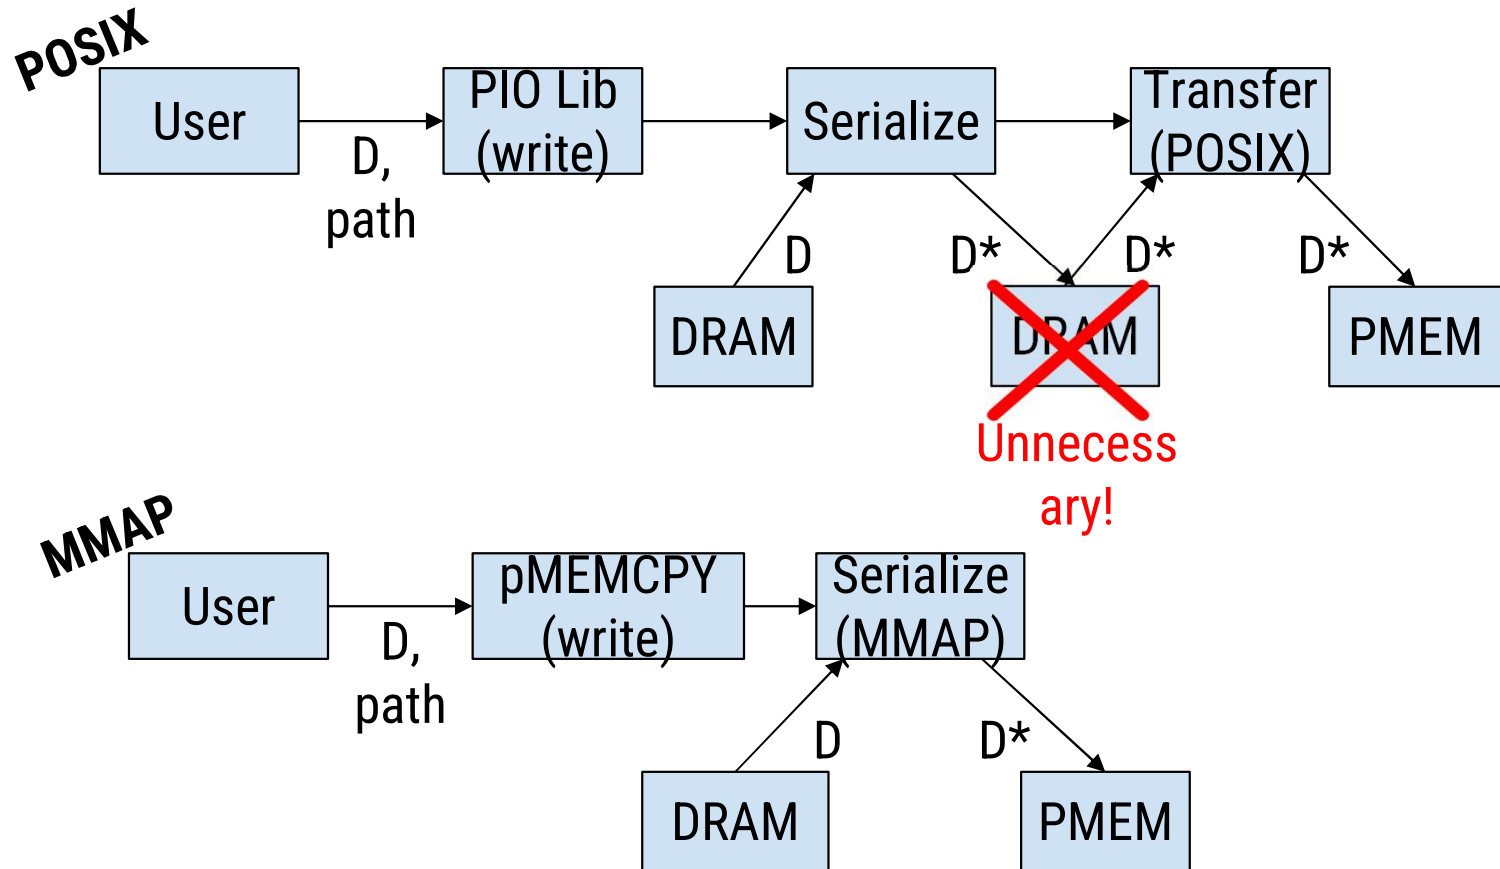 POSIX
User
D,
path
PIO Lib
(write)
Serialize
Transfer
(POSIX)
D
D*
D*
D*
DRAM
DRAM
PMEM
Unnecess
ary!
MMAP
User
D,
path
pMEMCPY
(write)
Serialize
(MMAP)
D
D*
DRAM
PMEM